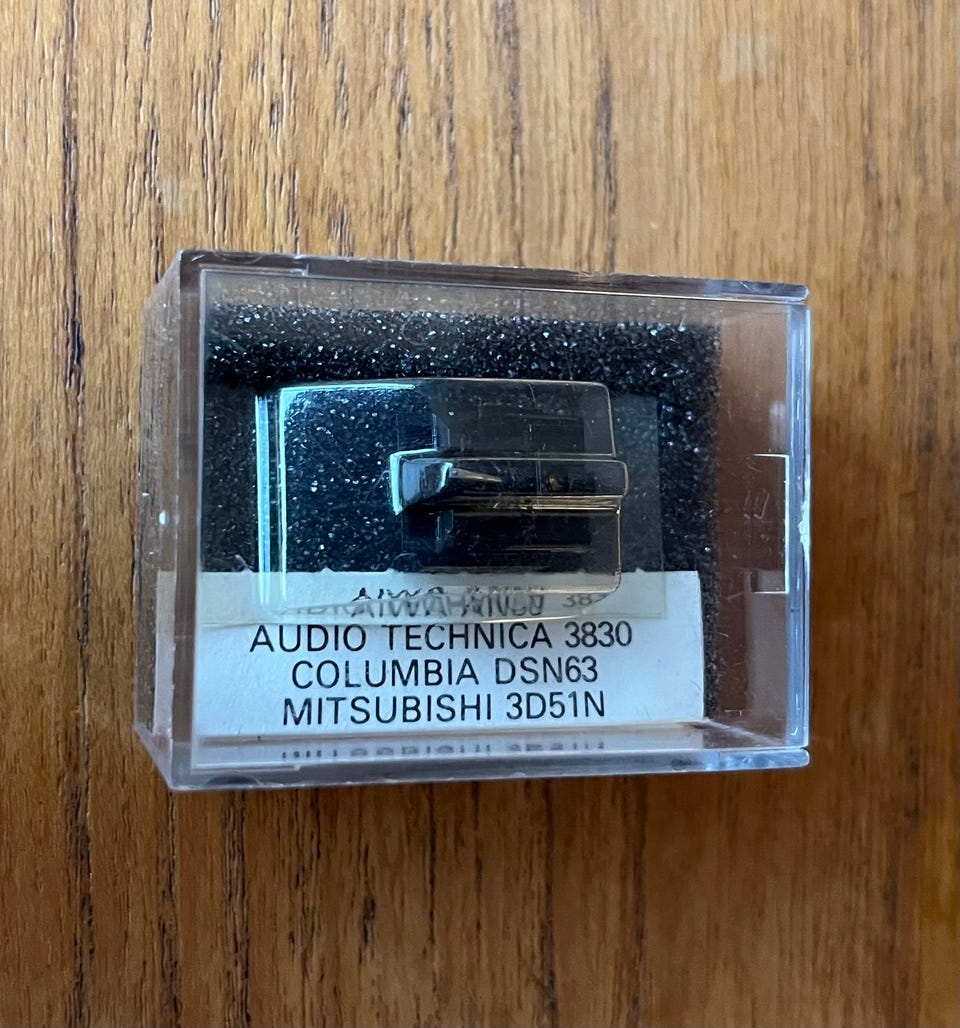 AUDIO TECHNICA 3830
COLUMBIA DSN63
MITSUBISHI 3D51N